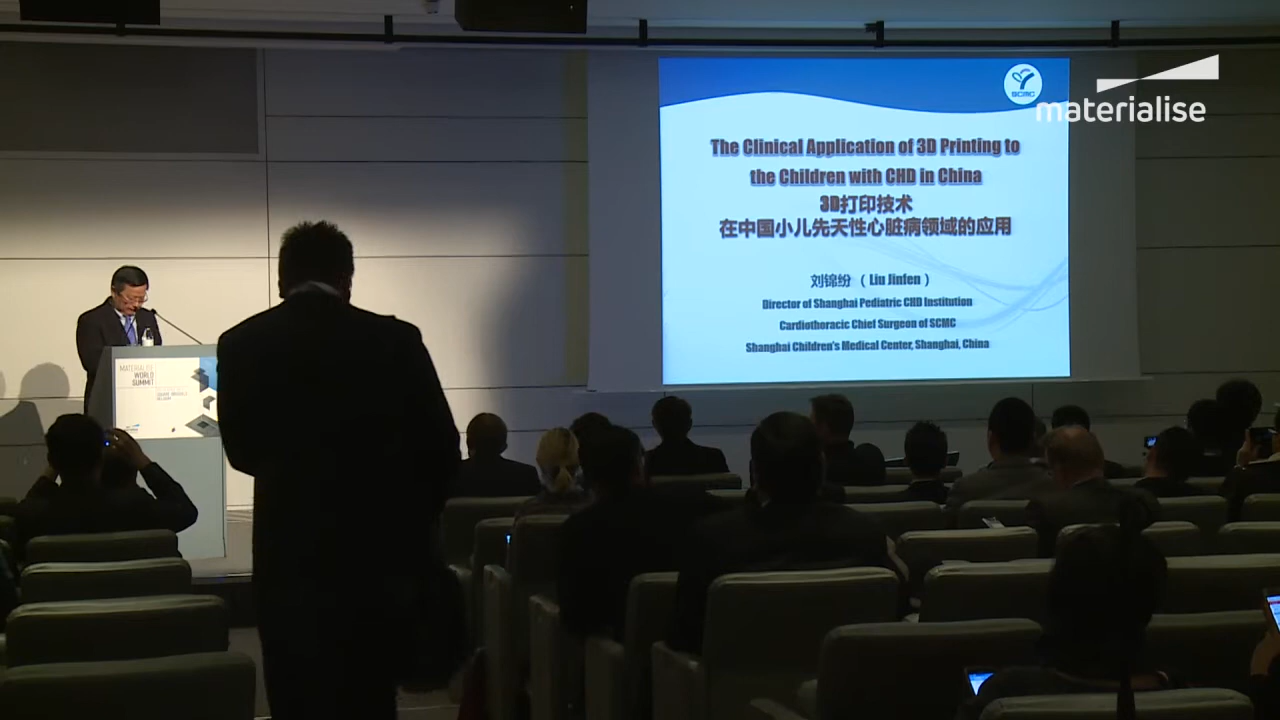 SCMC
materialise
The Clinical Application of 3D Printing to
the Children with CHD in China
3D打印技术
在中国小儿先天性心脏病领域的应用
刘锦纷 （ Liu Jinfen ）
Director of Shanghai Pediatric CHD Institution
Cardiothoracic Chief Surgeon of SCMC
Shanghai Children's Medical Center, Shanghai, China
MATERIALISE
WORLD
SUMMIT